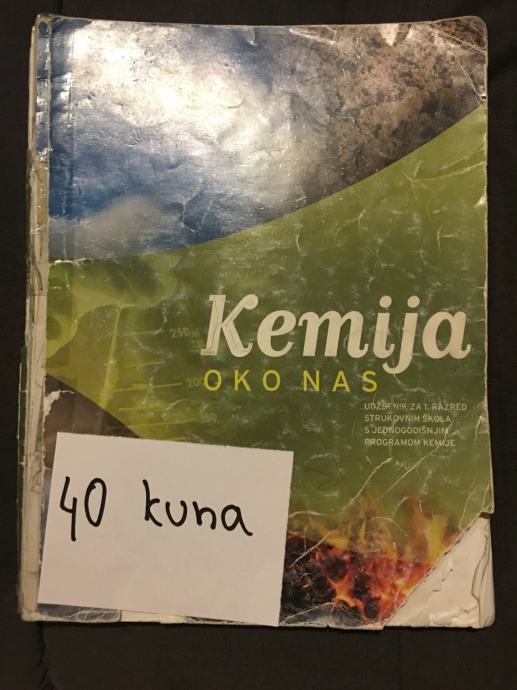 Kemija
OKO NAS
UDŽBENIK ZA 1. RAZRED
STRUKOVNIH ŠKOLA
S JEDNOGODIŠNJIM
PROGRAMOM KEMIJE
40 kuna